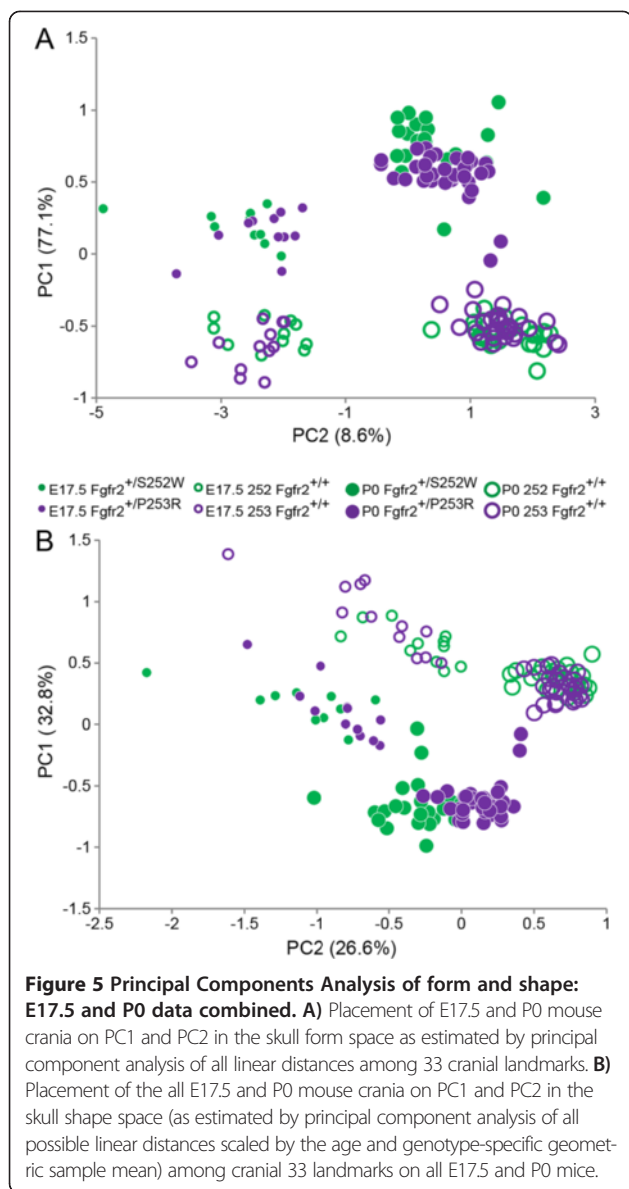 A
1.5
1
0.5
0
-0.5
-1
PC1 (77.1%)
-5 -3 -1 1 3
PC2 (8.6%)
E17.5 Fgfr2+/S252W E17.5 252 Fgfr2+/+ P0 Fgfr2+/S252W P0 252 Fgfr2+/+
E17.5 Fgfr2+/P253R E17.5 253 Fgfr2+/+ P0 Fgfr2+/P253R P0 253 Fgfr2+/+
B
1.5
1
0.5
0
-0.5
-1
-1.5
PC1 (32.8%)
-2.5 -2 -1.5 -1 -0.5 0 0.5 1
PC2 (26.6%)
Figure 5 Principal Components Analysis of form and shape:
E17.5 and P0 data combined. A) Placement of E17.5 and P0 mouse
crania on PC1 and PC2 in the skull form space as estimated by principal
component analysis of all linear distances among 33 cranial landmarks. B)
Placement of the all E17.5 and P0 mouse crania on PC1 and PC2 in the
skull shape space (as estimated by principal component analysis of all
possible linear distances scaled by the age and genotype-specific geomet-
ric sample mean) among cranial 33 landmarks on all E17.5 and P0 mice.